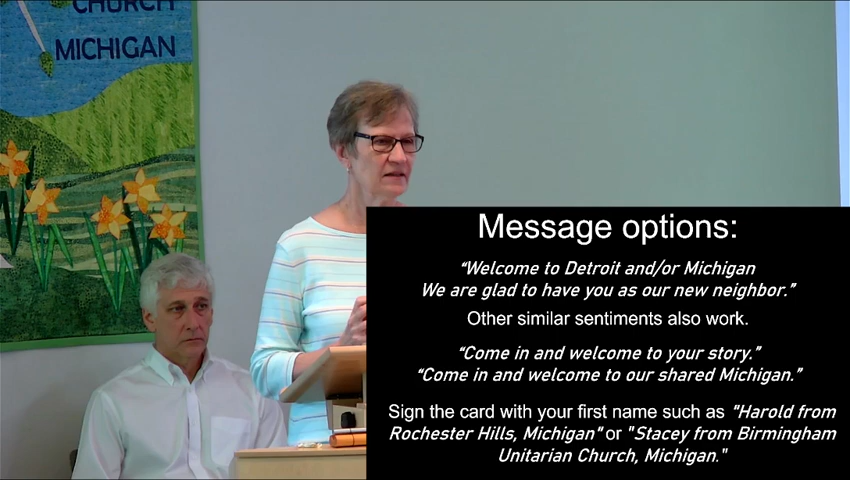 CHURCH
MICHIGAN
Message options:
“Welcome to Detroit and/or Michigan
We are glad to have you as our new neighbor.”
Other similar sentiments also work.
“Come in and welcome to your story.”
“Come in and welcome to our shared Michigan.”
Sign the card with your first name such as "Harold from
Rochester Hills, Michigan" or "Stacey from Birmingham
Unitarian Church, Michigan."